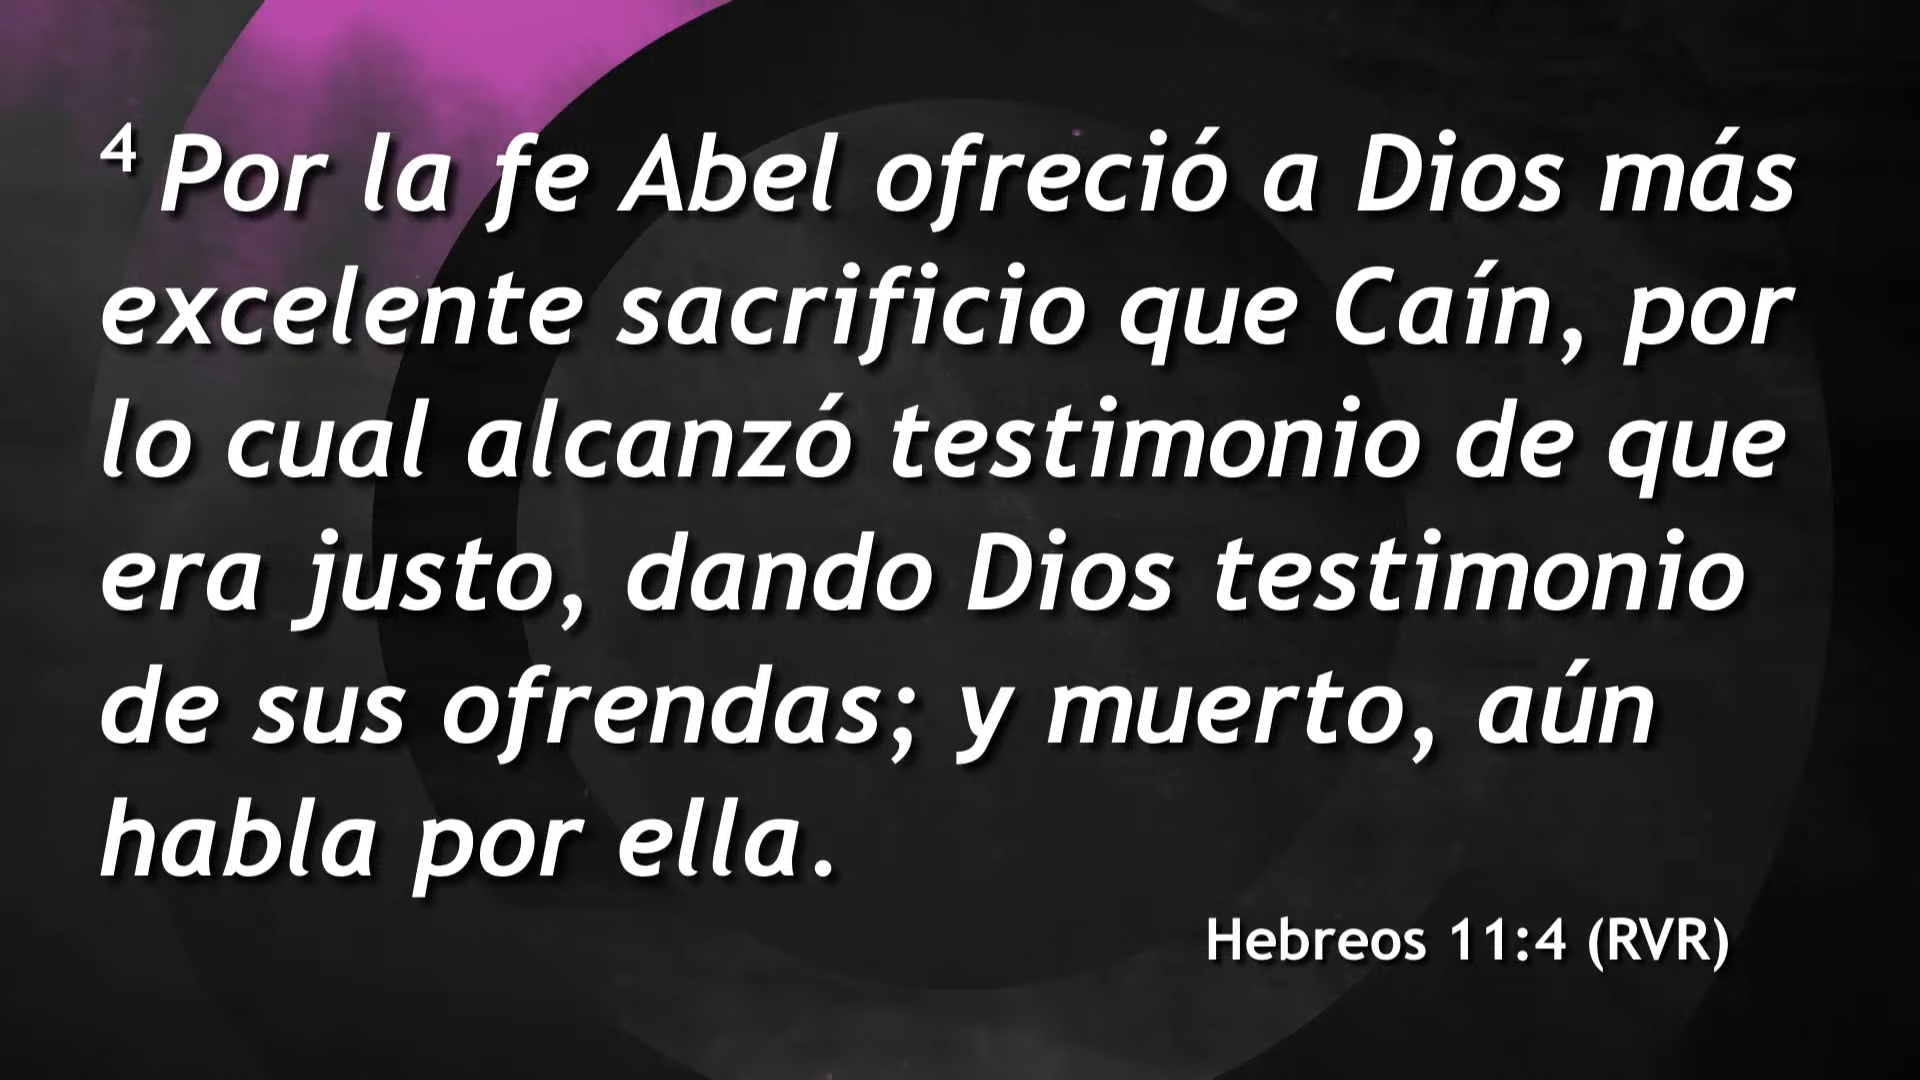 4 Por la fe Abel ofreció a Dios más
excelente sacrificio que Caín, por
lo cual alcanzó testimonio de que
era justo, dando Dios testimonio
de sus ofrendas; y muerto, aún
habla por ella.
Hebreos 11:4 (RVR)